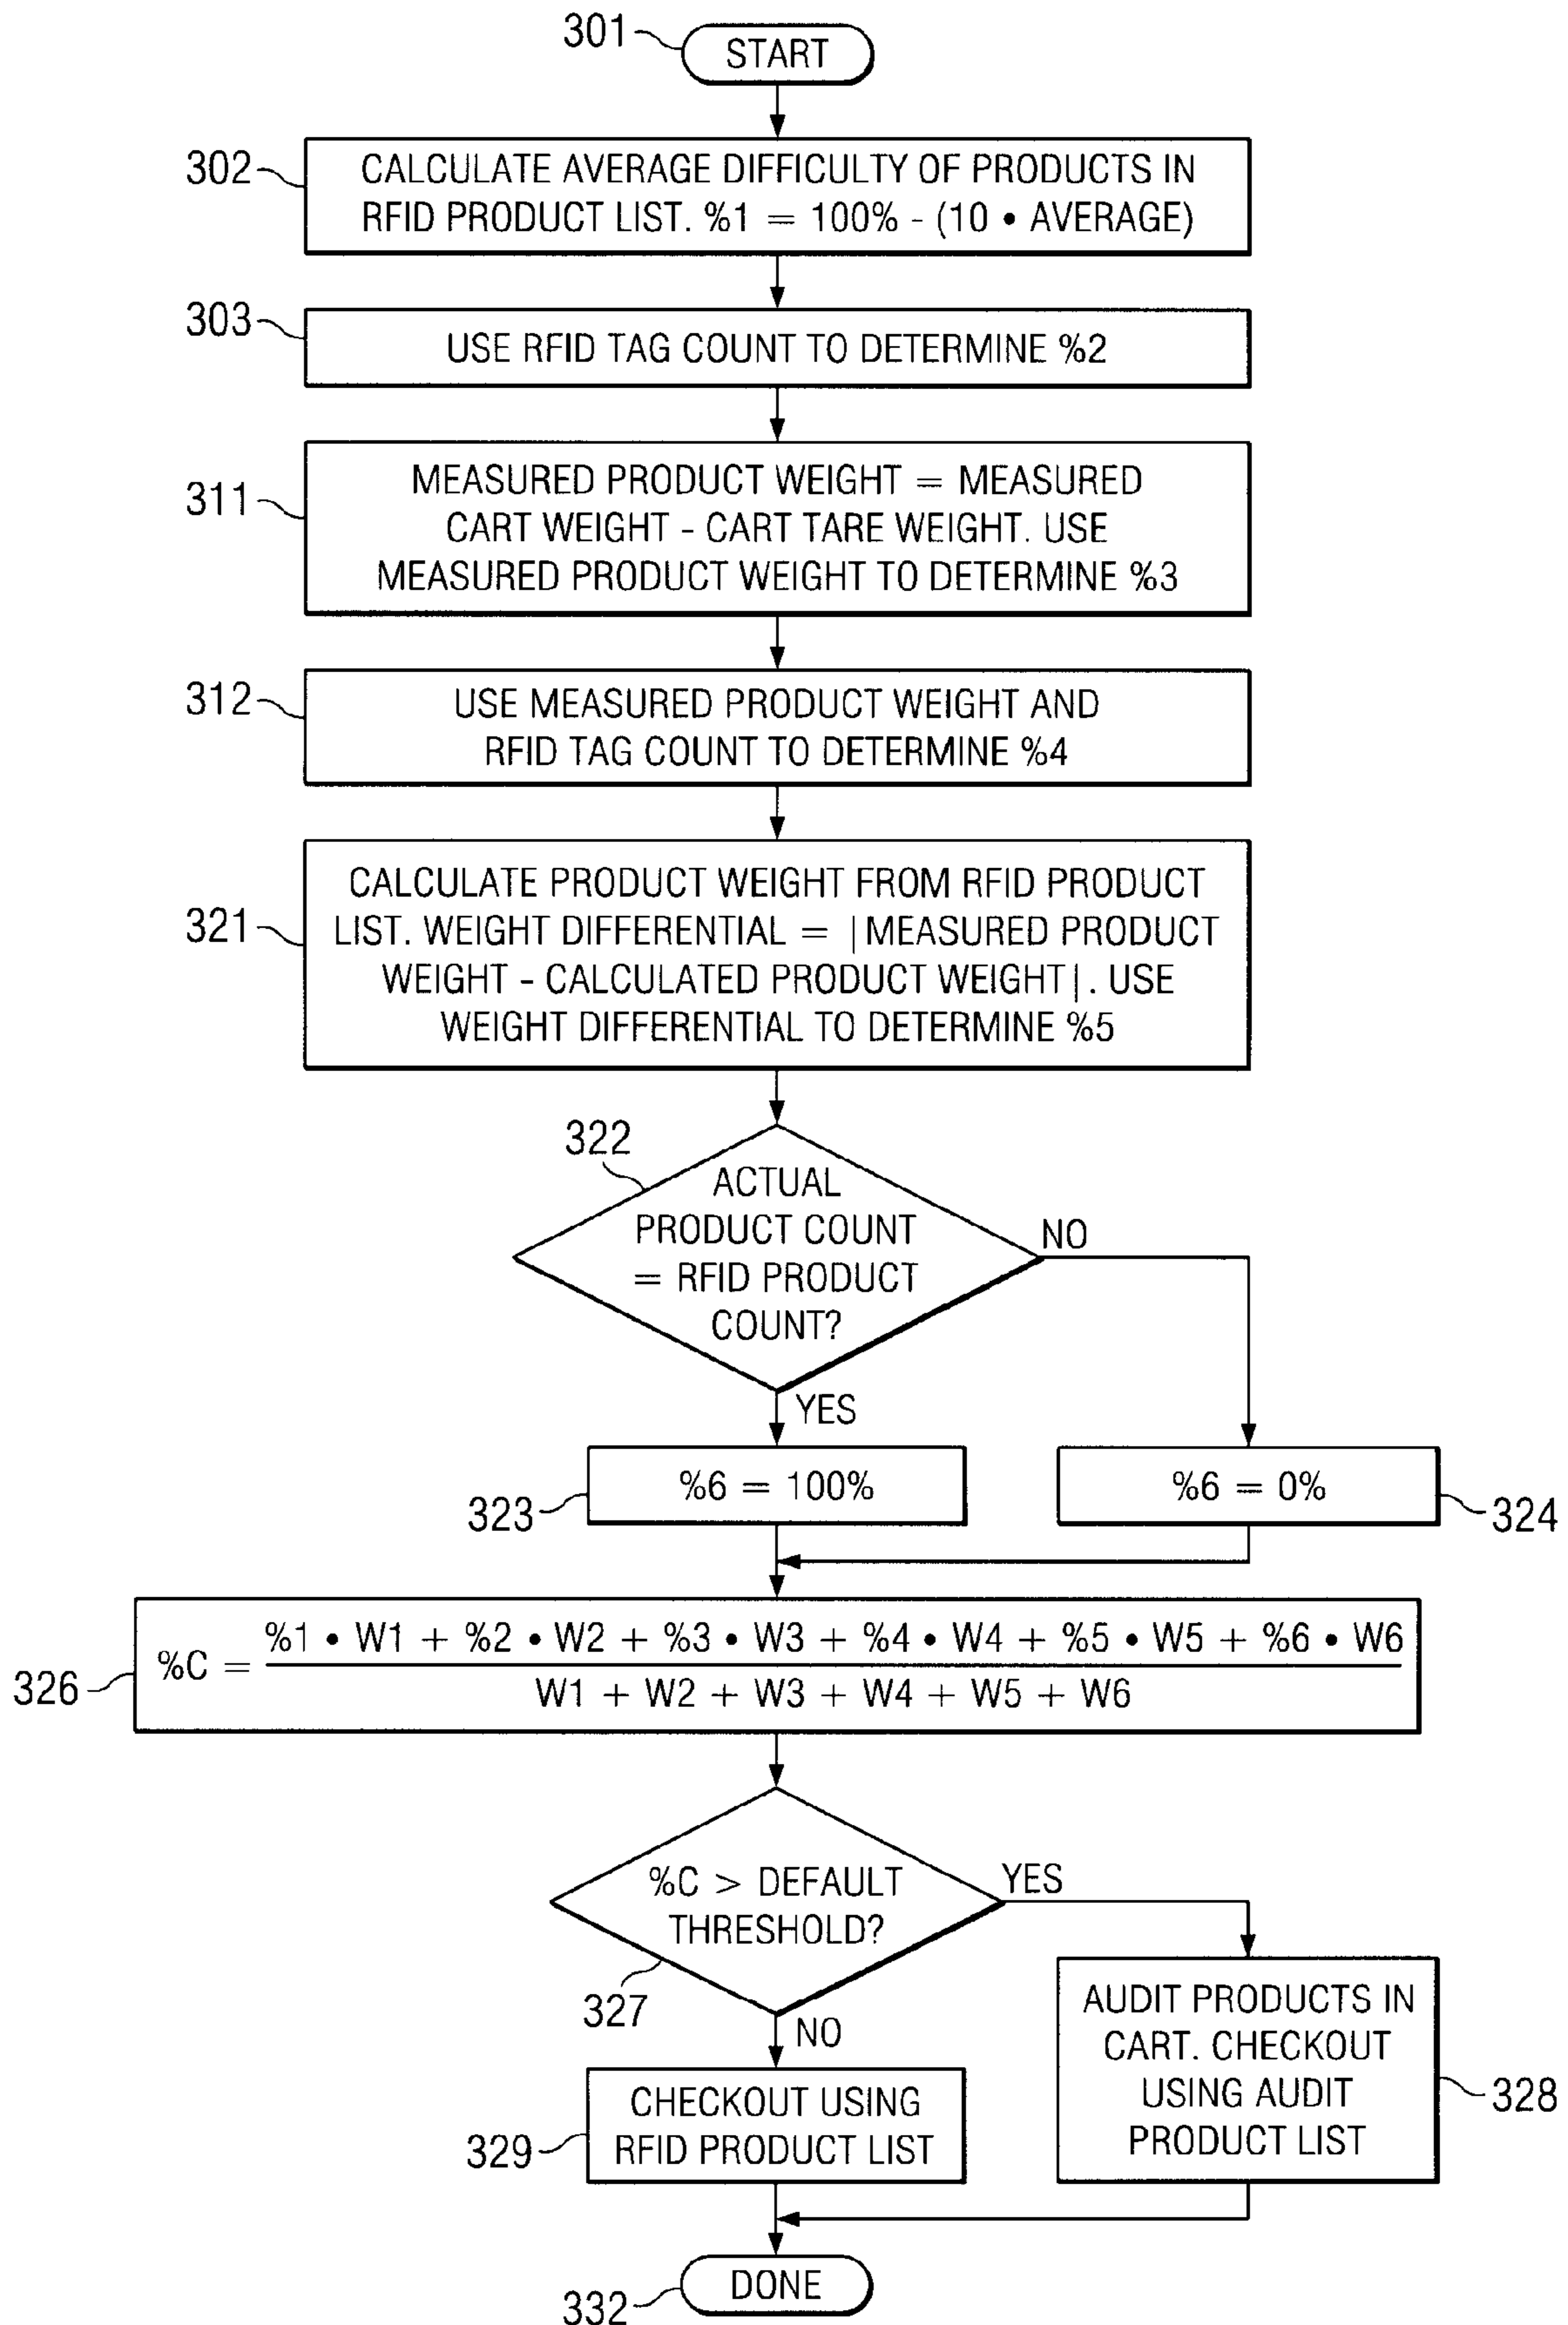 301
START
302
CALCULATE AVERAGE DIFFICULTY OF PRODUCTS IN
RFID PRODUCT LIST. %1 = 100% - (10 • AVERAGE)
303
USE RFID TAG COUNT TO DETERMINE %2
311
MEASURED PRODUCT WEIGHT = MEASURED
CART WEIGHT - CART TARE WEIGHT. USE
MEASURED PRODUCT WEIGHT TO DETERMINE %3
312
USE MEASURED PRODUCT WEIGHT AND
RFID TAG COUNT TO DETERMINE %4
321
CALCULATE PRODUCT WEIGHT FROM RFID PRODUCT
LIST. WEIGHT DIFFERENTIAL = |MEASURED PRODUCT
WEIGHT - CALCULATED PRODUCT WEIGHT|. USE
WEIGHT DIFFERENTIAL TO DETERMINE %5
322
ACTUAL
PRODUCT COUNT
= RFID PRODUCT
COUNT?
NO
YES
323
%6 = 100%
%6 = 0%
324
326
%C =
%1 • W1 + %2 • W2 + %3 • W3 + %4 • W4 + %5 • W5 + %6 • W6
W1 + W2 + W3 + W4 + W5 + W6
%C > DEFAULT
THRESHOLD?
YES
327
NO
AUDIT PRODUCTS IN
CART. CHECKOUT
USING AUDIT
PRODUCT LIST
328
329
CHECKOUT USING
RFID PRODUCT LIST
332
DONE